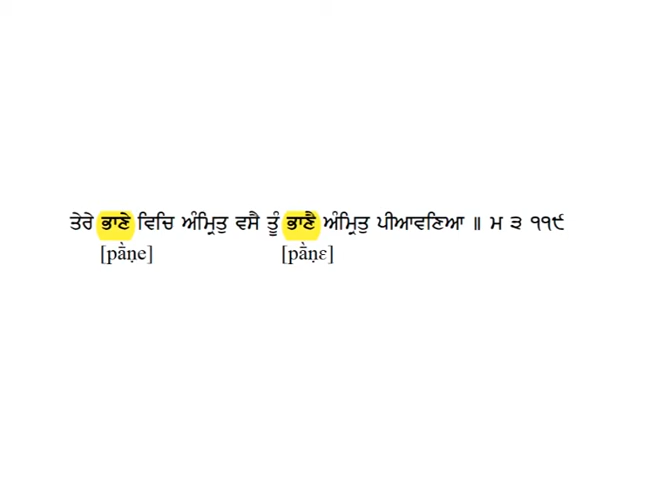 ਤੇਰੇ ਭਾਣੇ ਵਿਚਿ ਅੰਮ੍ਰਿਤੁ ਵਸੈ ਤੂੰ ਭਾਣੈ ਅੰਮ੍ਰਿਤੁ ਪੀਆਵਣਿਆ ॥ ਮ ੩ ੧੧੯
[pā̀ṇe] [pā̀ṇɛ]